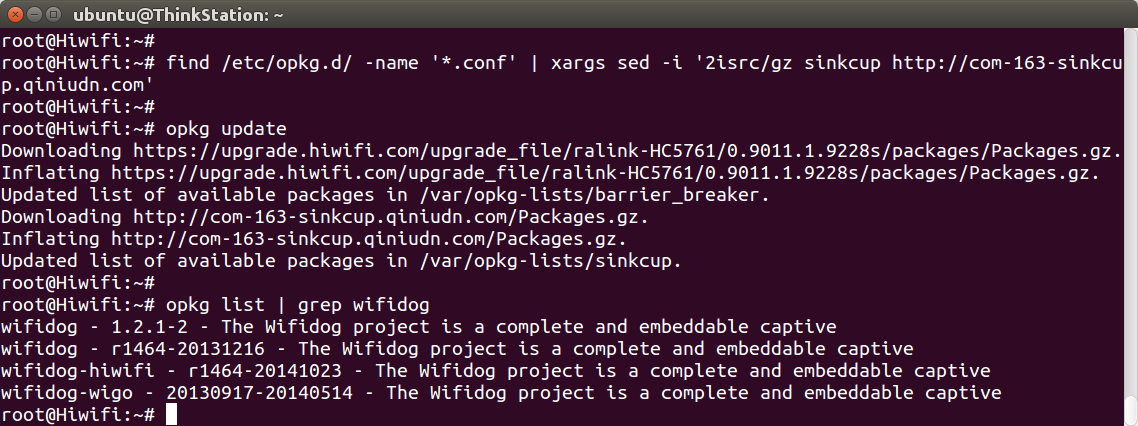 ubuntu@ThinkStation: ~
root@Hiwifi:~#
root@Hiwifi:~# find /etc/opkg.d/ -name '*.conf' | xargs sed -i '2isrc/gz sinkcup http://com-163-sinkcu
p.qiniudn.com'
root@Hiwifi:~#
root@Hiwifi:~# opkg update
Downloading https://upgrade.hiwifi.com/upgrade_file/ralink-HC5761/0.9011.1.9228s/packages/Packages.gz.
Inflating https://upgrade.hiwifi.com/upgrade_file/ralink-HC5761/0.9011.1.9228s/packages/Packages.gz.
Updated list of available packages in /var/opkg-lists/barrier_breaker.
Downloading http://com-163-sinkcup.qiniudn.com/Packages.gz.
Inflating http://com-163-sinkcup.qiniudn.com/Packages.gz.
Updated list of available packages in /var/opkg-lists/sinkcup.
root@Hiwifi:~#
root@Hiwifi:~# opkg list | grep wifidog
wifidog - 1.2.1-2 - The Wifidog project is a complete and embeddable captive
wifidog - r1464-20131216 - The Wifidog project is a complete and embeddable captive
wifidog-hiwifi - r1464-20141023 - The Wifidog project is a complete and embeddable captive
wifidog-wigo - 20130917-20140514 - The Wifidog project is a complete and embeddable captive
root@Hiwifi:~#